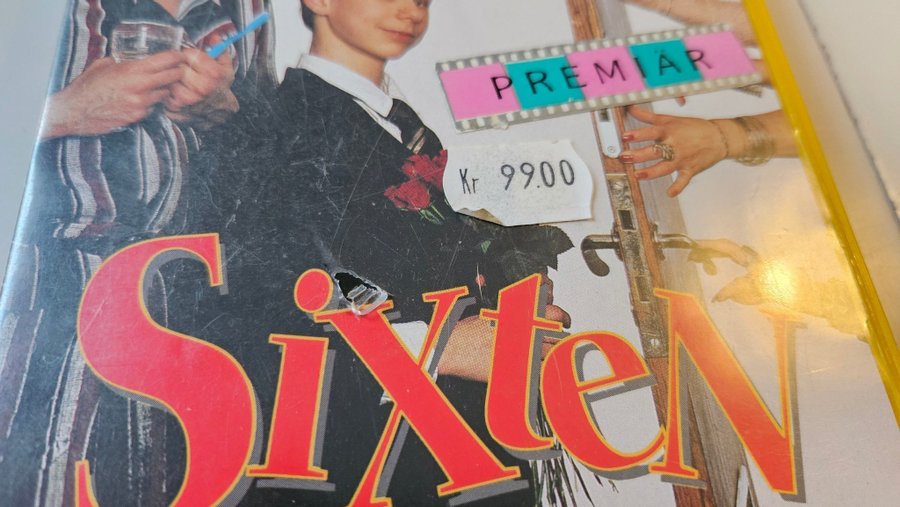 PREMIÄR
Kr 99.00
SixteN